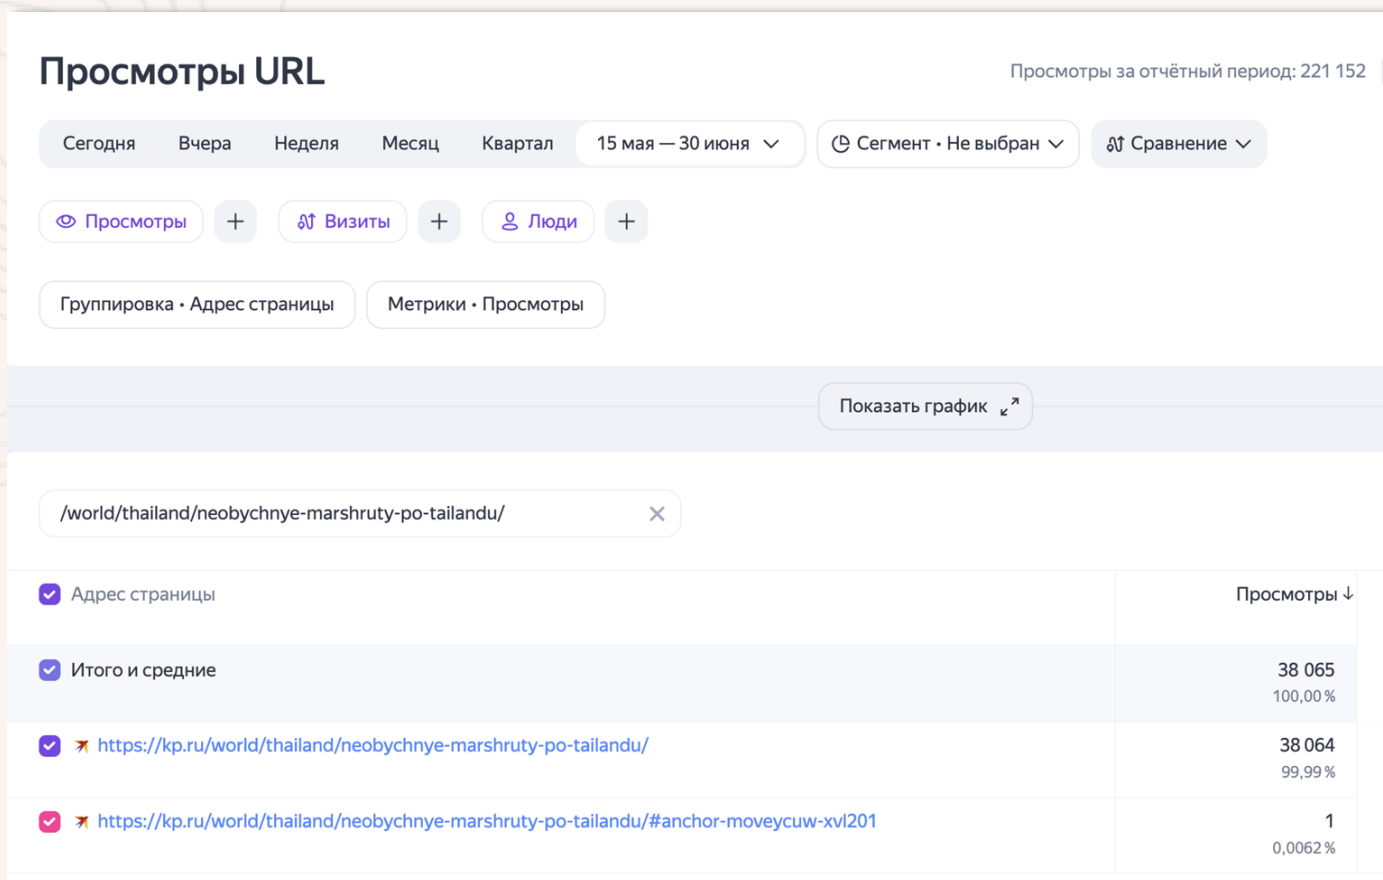 Просмотры URL
Просмотры за отчётный период: 221 152
Сегодня Вчера Неделя Месяц Квартал 15 мая — 30 июня Сегмент • Не выбран Сравнение
Просмотры + Визиты + Люди +
Группировка • Адрес страницы Метрики • Просмотры
Показать график
/world/thailand/neobychnye-marshruty-po-tailandu/
Адрес страницы Просмотры ↓
Итого и средние 38 065
100,00 %
https://kp.ru/world/thailand/neobychnye-marshruty-po-tailandu/ 38 064
99,99 %
https://kp.ru/world/thailand/neobychnye-marshruty-po-tailandu/#anchor-moveycuw-xvl201 1
0,0062 %